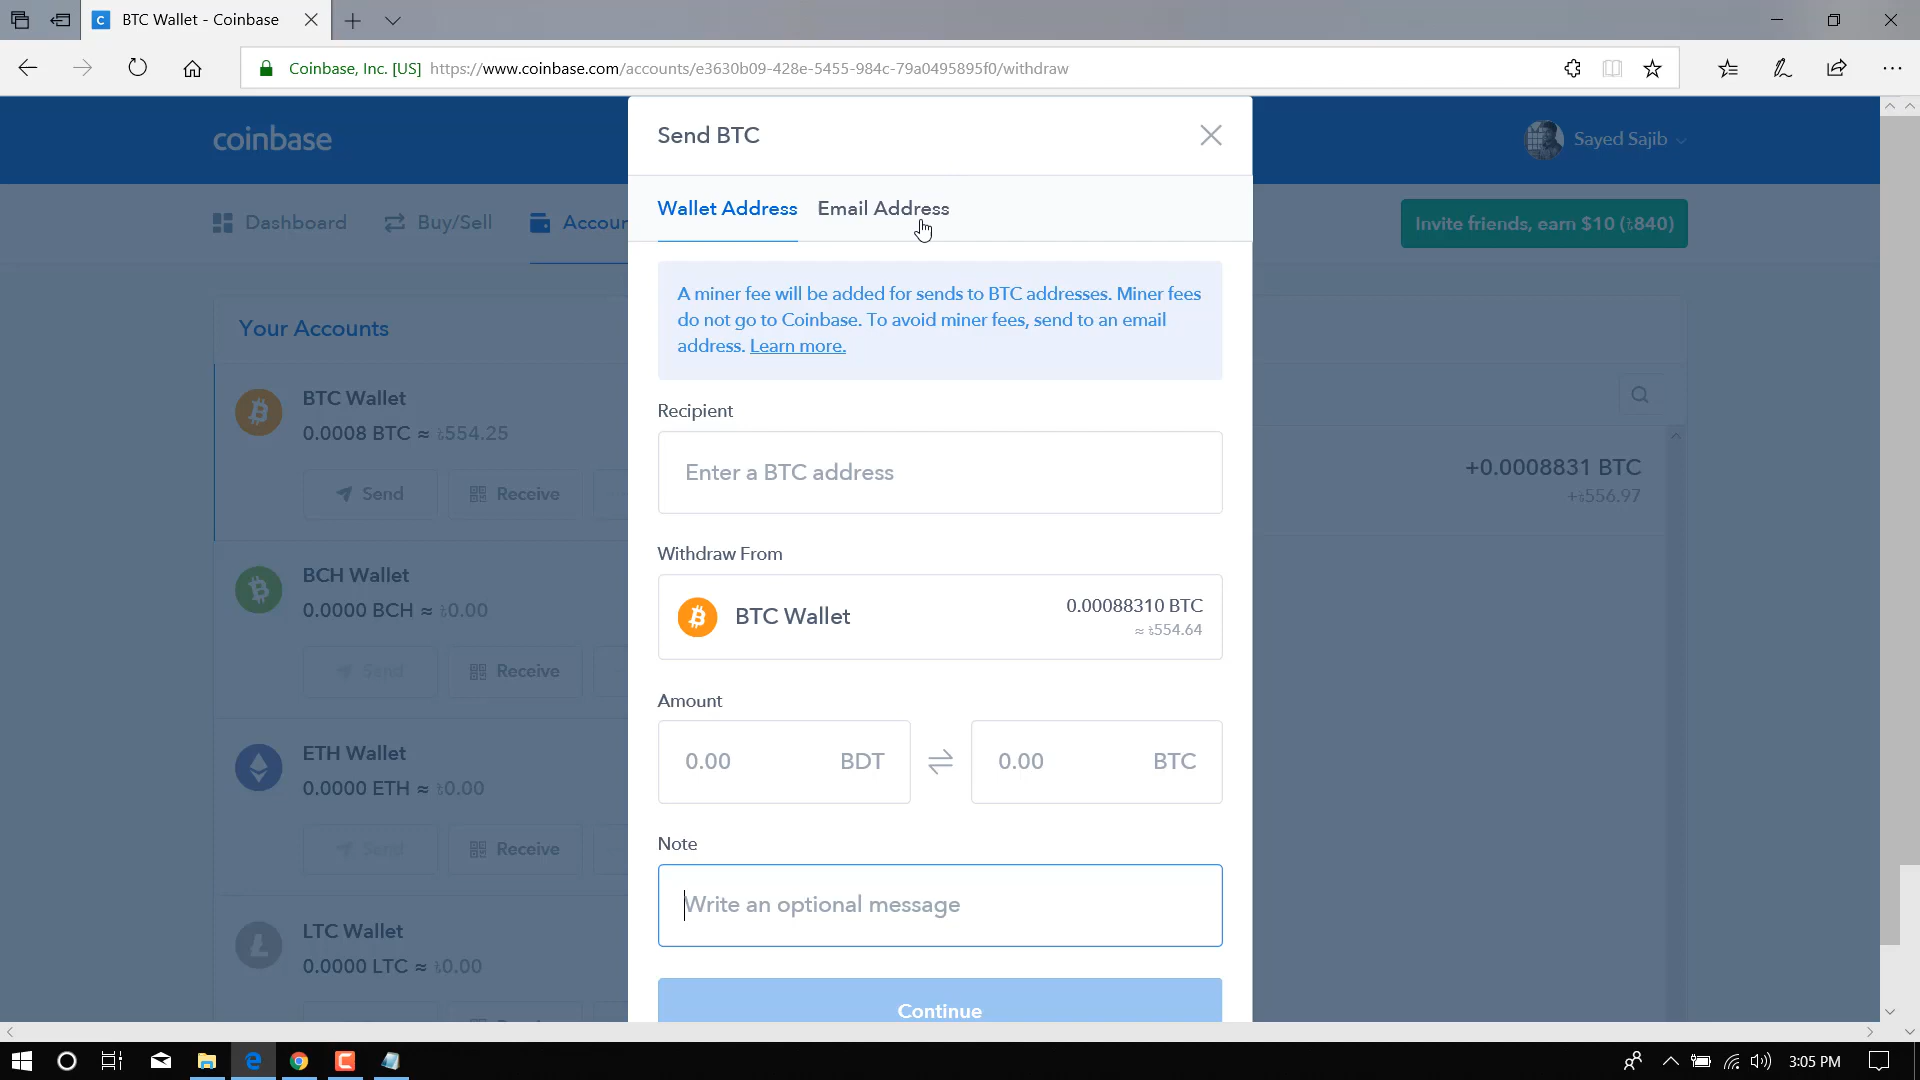 BTC Wallet - Coinbase
Coinbase, Inc. [US] https://www.coinbase.com/accounts/e3630b09-428e-5455-984c-79a0495895f0/withdraw
coinbase
Sayed Sajib
Dashboard
Buy/Sell
Accoun
Invite friends, earn $10 (৳840)
Send BTC
Wallet Address
Email Address
A miner fee will be added for sends to BTC addresses. Miner fees
do not go to Coinbase. To avoid miner fees, send to an email
address. Learn more.
Recipient
Enter a BTC address
Withdraw From
BTC Wallet
0.00088310 BTC
≈ ৳554.64
Amount
0.00 BDT
0.00 BTC
Note
Write an optional message
Continue
Your Accounts
BTC Wallet
0.0008 BTC ≈ ৳554.25
Send
Receive
BCH Wallet
0.0000 BCH ≈ ৳0.00
Send
Receive
ETH Wallet
0.0000 ETH ≈ ৳0.00
Send
Receive
LTC Wallet
0.0000 LTC ≈ ৳0.00
+0.0008831 BTC
+৳556.97
3:05 PM